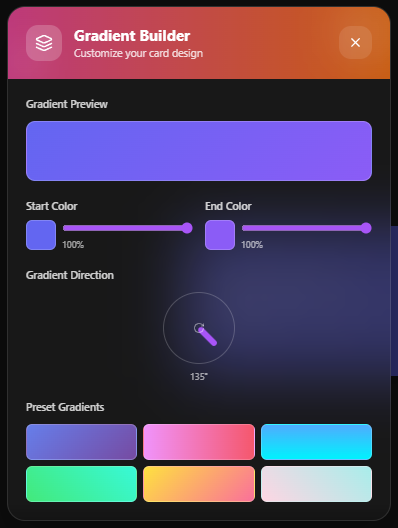 Gradient Builder
Customize your card design
Gradient Preview
Start Color
End Color
100%
100%
Gradient Direction
135°
Preset Gradients